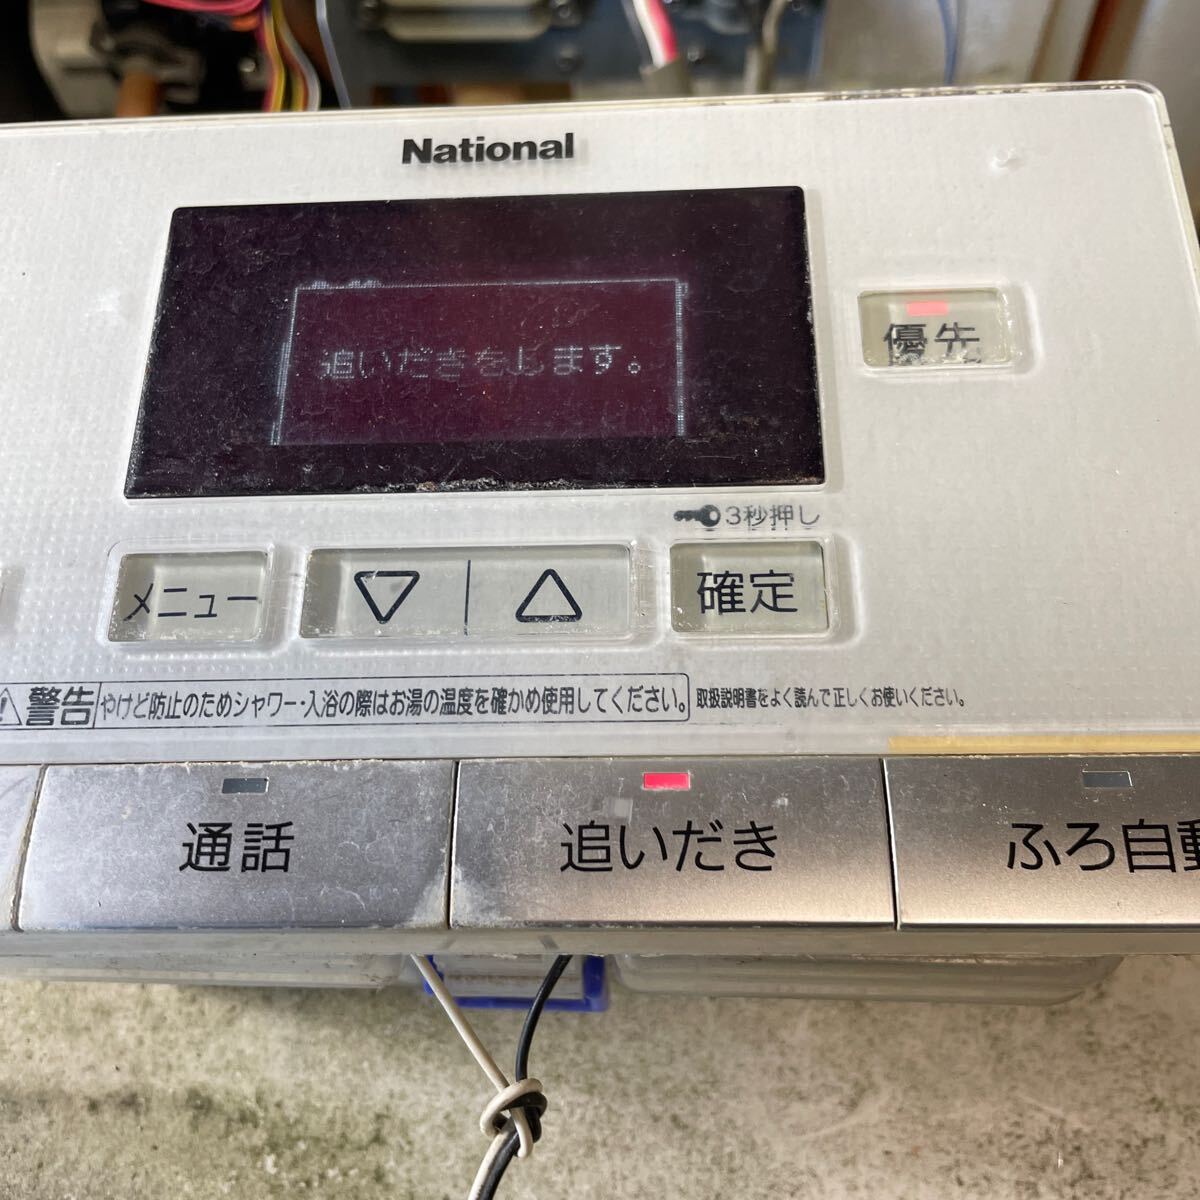 National
追いだきをします。
優先
3秒押し
メニュー
▽
△
確定
警告 やけど防止のためシャワー・入浴の際はお湯の温度を確かめ使用してください。 取扱説明書をよく読んで正しくお使いください。
通話
追いだき
ふろ自動